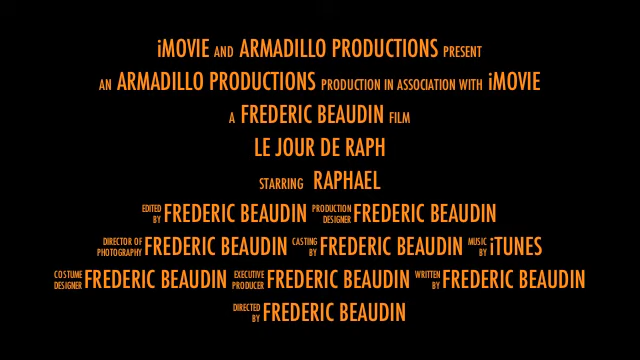 iMOVIE AND ARMADILLO PRODUCTIONS PRESENT
AN ARMADILLO PRODUCTIONS PRODUCTION IN ASSOCIATION WITH iMOVIE
A FREDERIC BEAUDIN FILM
LE JOUR DE RAPH
STARRING RAPHAEL
EDITED BY FREDERIC BEAUDIN PRODUCTION DESIGNER FREDERIC BEAUDIN
DIRECTOR OF PHOTOGRAPHY FREDERIC BEAUDIN CASTING BY FREDERIC BEAUDIN MUSIC BY iTUNES
COSTUME DESIGNER FREDERIC BEAUDIN EXECUTIVE PRODUCER FREDERIC BEAUDIN WRITTEN BY FREDERIC BEAUDIN
DIRECTED BY FREDERIC BEAUDIN